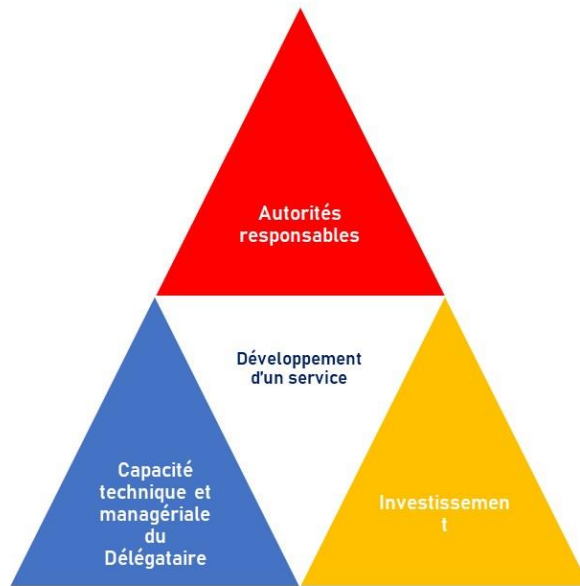 Autorités
responsables
Développement
d'un service
Capacité
technique et
managériale
du
Délégataire
Investissemen
t